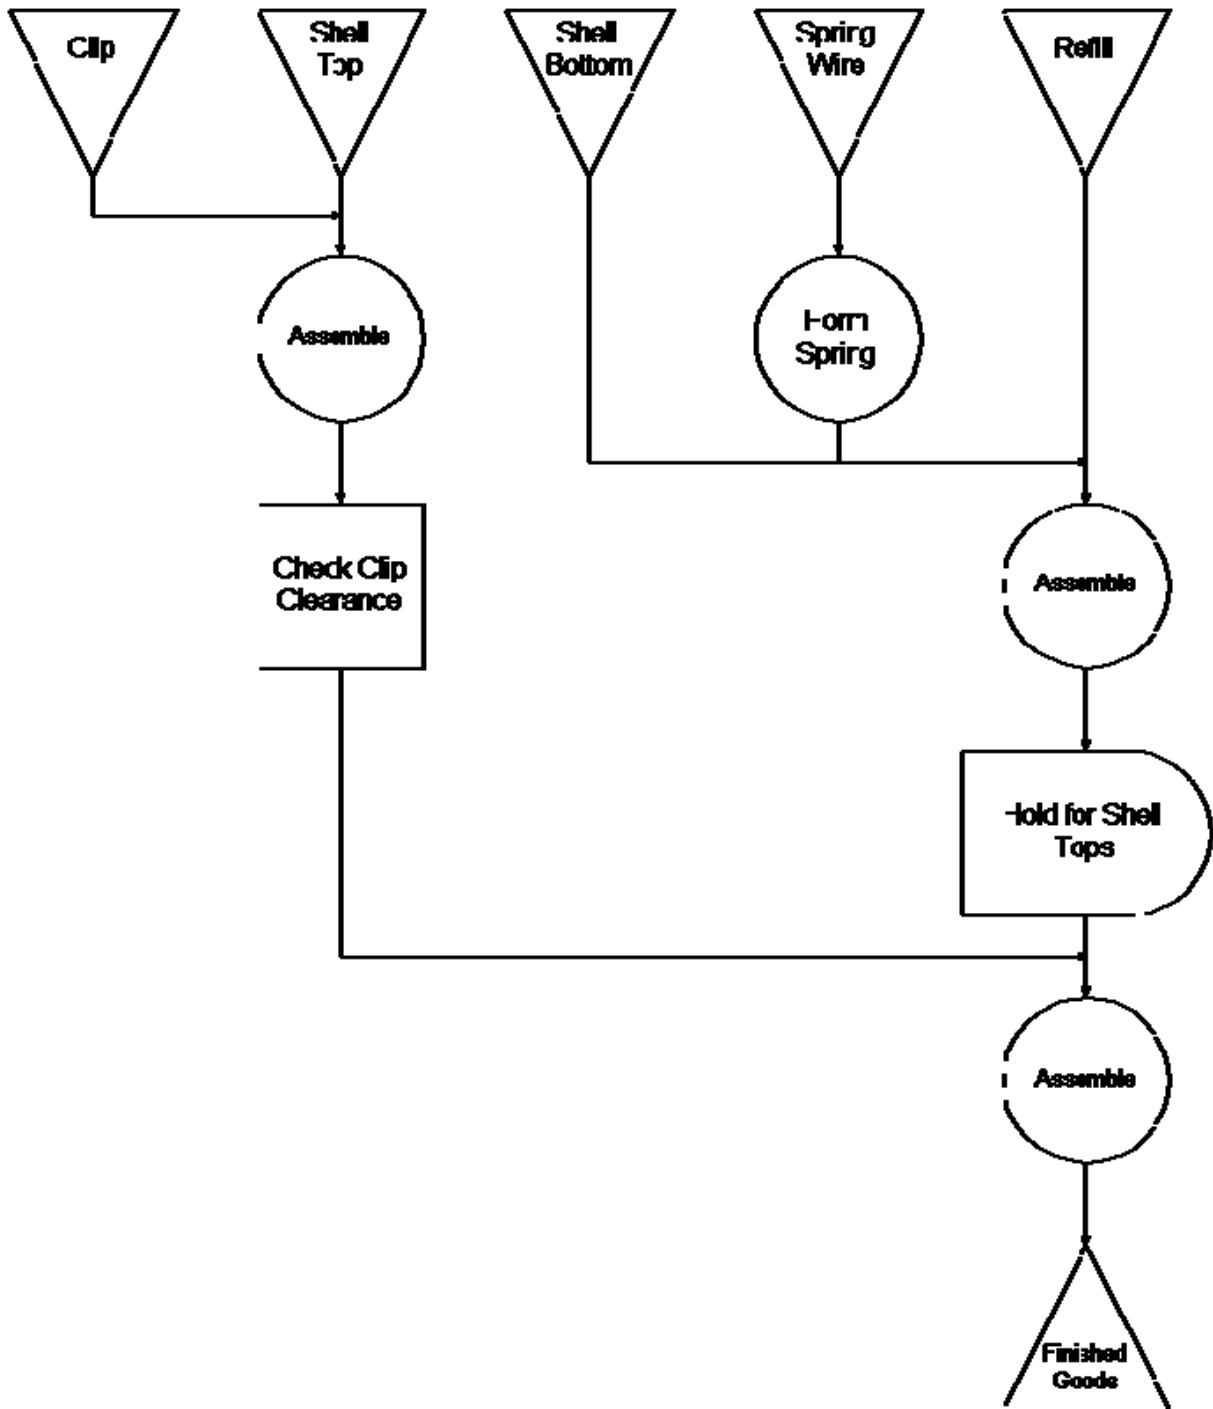 Clip
Shell
Top
Shell
Bottom
Spring
Wire
Refill
Assemble
Form
Spring
Check Clip
Clearance
Assemble
Hold for Shell
Tops
Assemble
Finished
Goods